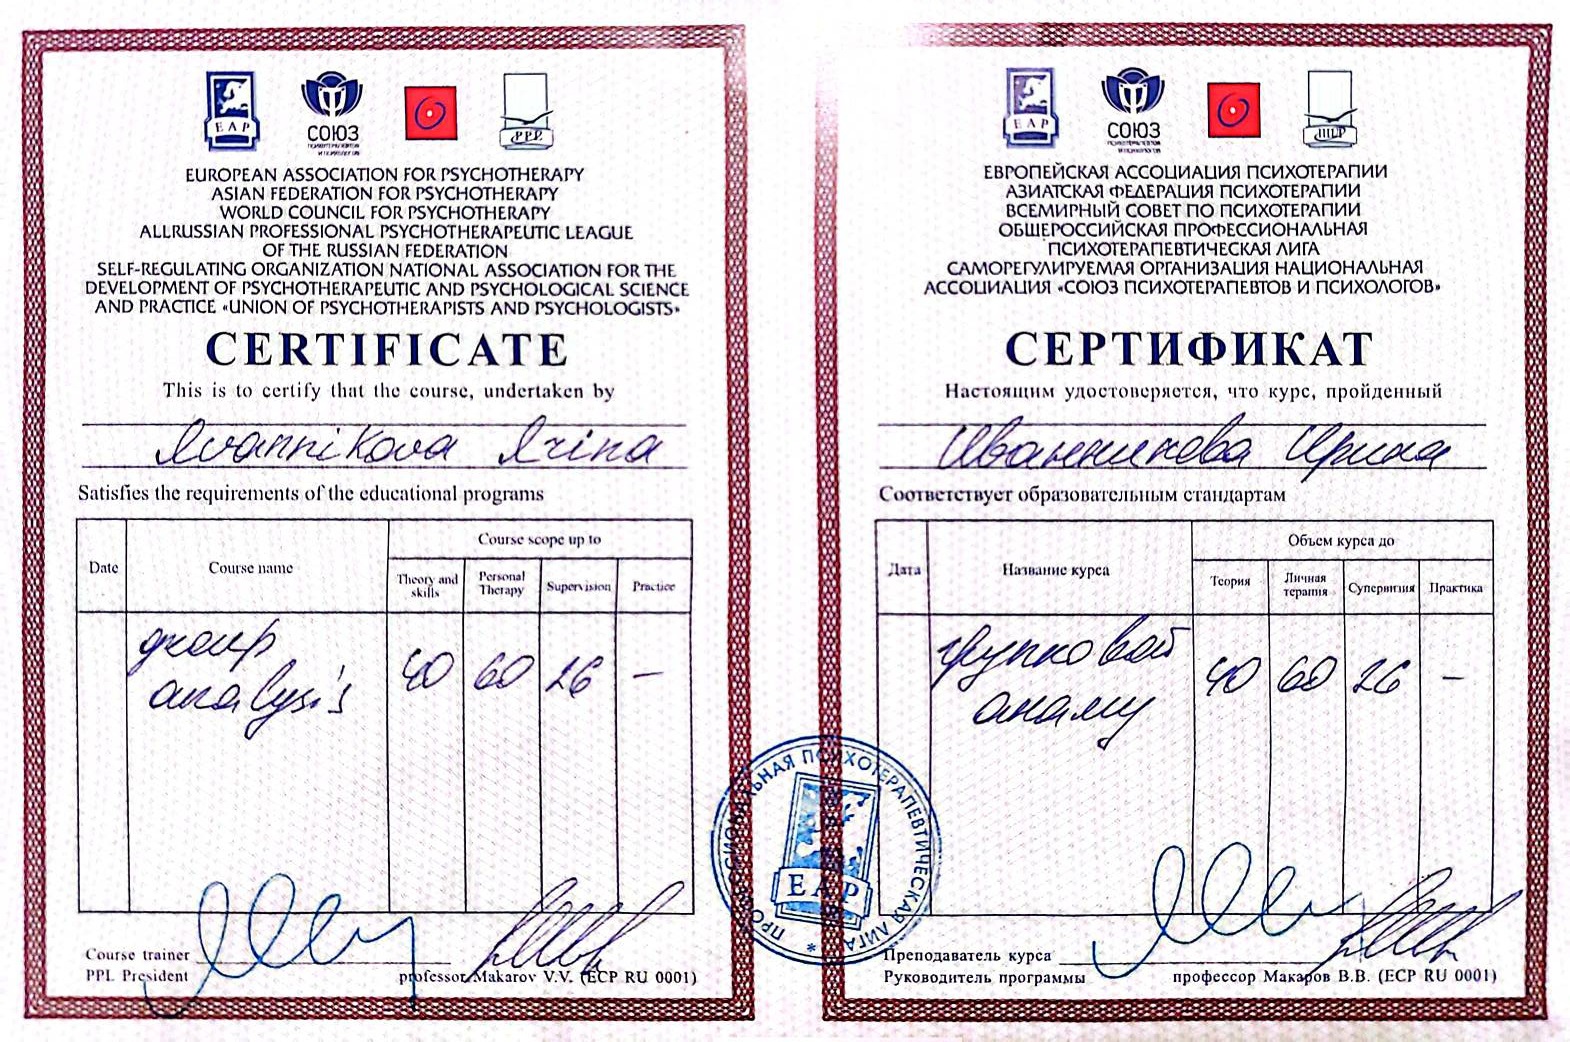 EAP
СОЮЗ
ПСИХОТЕРАПЕВТОВ
И ПСИХОЛОГОВ
PPL
EUROPEAN ASSOCIATION FOR PSYCHOTHERAPY
ASIAN FEDERATION FOR PSYCHOTHERAPY
WORLD COUNCIL FOR PSYCHOTHERAPY
ALLRUSSIAN PROFESSIONAL PSYCHOTHERAPEUTIC LEAGUE
OF THE RUSSIAN FEDERATION
SELF-REGULATING ORGANIZATION NATIONAL ASSOCIATION FOR THE
DEVELOPMENT OF PSYCHOTHERAPEUTIC AND PSYCHOLOGICAL SCIENCE
AND PRACTICE «UNION OF PSYCHOTHERAPISTS AND PSYCHOLOGISTS»
CERTIFICATE
This is to certify that the course, undertaken by
Ivannikova Irina
Satisfies the requirements of the educational programs
Date
Course name
Course scope up to
Theory and
skills
Personal
Therapy
Supervision
Practice
group
analysis
40 60 26 –
Course trainer
PPL President
professor Makarov V.V. (ECP RU 0001)
EAP
СОЮЗ
ПСИХОТЕРАПЕВТОВ
И ПСИХОЛОГОВ
ППЛ
ЕВРОПЕЙСКАЯ АССОЦИАЦИЯ ПСИХОТЕРАПИИ
АЗИАТСКАЯ ФЕДЕРАЦИЯ ПСИХОТЕРАПИИ
ВСЕМИРНЫЙ СОВЕТ ПО ПСИХОТЕРАПИИ
ОБЩЕРОССИЙСКАЯ ПРОФЕССИОНАЛЬНАЯ
ПСИХОТЕРАПЕВТИЧЕСКАЯ ЛИГА
САМОРЕГУЛИРУЕМАЯ ОРГАНИЗАЦИЯ НАЦИОНАЛЬНАЯ
АССОЦИАЦИЯ «СОЮЗ ПСИХОТЕРАПЕВТОВ И ПСИХОЛОГОВ»
СЕРТИФИКАТ
Настоящим удостоверяется, что курс, пройденный
Иванникова Ирина
Соответствует образовательным стандартам
Дата
Название курса
Объем курса до
Теория
Личная
терапия
Супервизия
Практика
групповой
анализ
40 60 26 –
Преподаватель курса
Руководитель программы
профессор Макаров В.В. (ECP RU 0001)
ПРОФЕССИОНАЛЬНАЯ ПСИХОТЕРАПЕВТИЧЕСКАЯ ЛИГА *
EAP